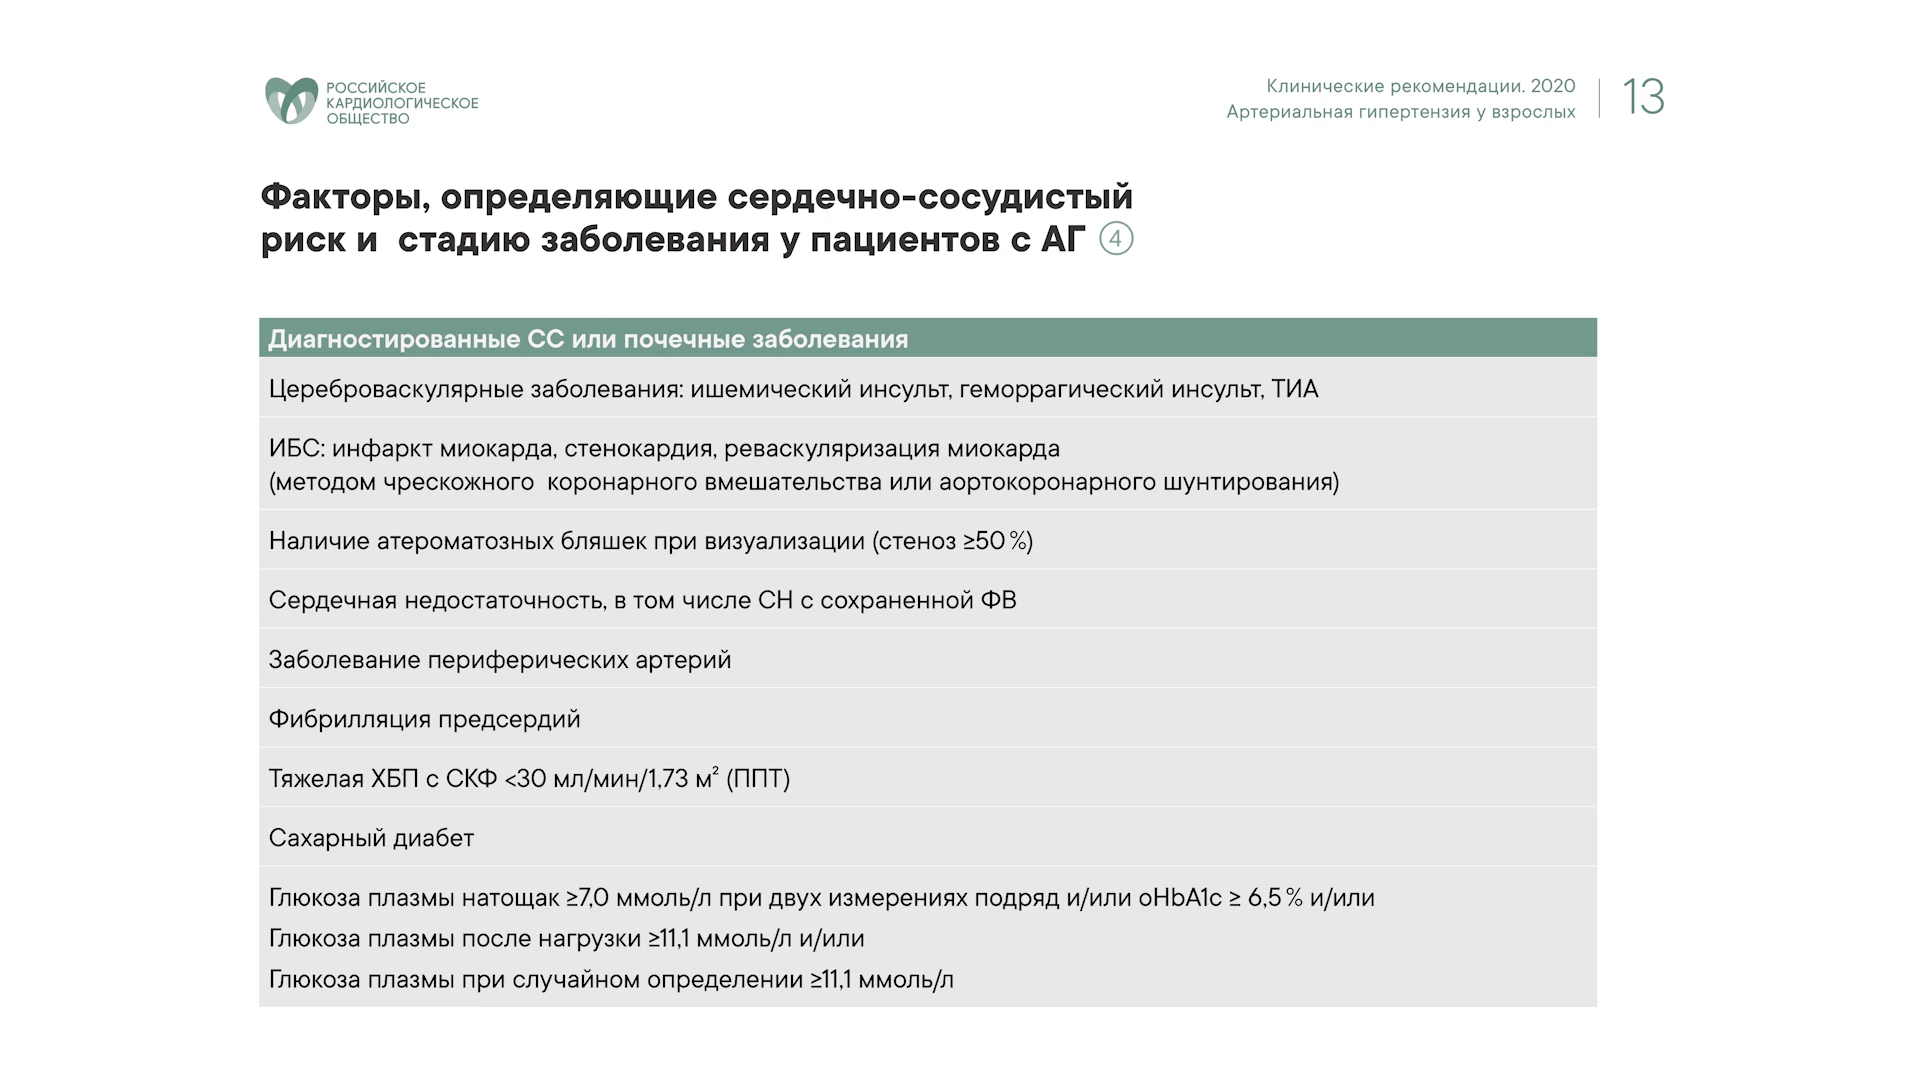 РОССИЙСКОЕ
КАРДИОЛОГИЧЕСКОЕ
ОБЩЕСТВО
Клинические рекомендации. 2020
Артериальная гипертензия у взрослых
13
Факторы, определяющие сердечно-сосудистый
риск и стадию заболевания у пациентов с АГ 4
Диагностированные СС или почечные заболевания
Цереброваскулярные заболевания: ишемический инсульт, геморрагический инсульт, ТИА
ИБС: инфаркт миокарда, стенокардия, реваскуляризация миокарда
(методом чрескожного коронарного вмешательства или аортокоронарного шунтирования)
Наличие атероматозных бляшек при визуализации (стеноз ≥50 %)
Сердечная недостаточность, в том числе СН с сохраненной ФВ
Заболевание периферических артерий
Фибрилляция предсердий
Тяжелая ХБП с СКФ <30 мл/мин/1,73 м² (ППТ)
Сахарный диабет
Глюкоза плазмы натощак ≥7,0 ммоль/л при двух измерениях подряд и/или оHbA1c ≥ 6,5 % и/или
Глюкоза плазмы после нагрузки ≥11,1 ммоль/л и/или
Глюкоза плазмы при случайном определении ≥11,1 ммоль/л